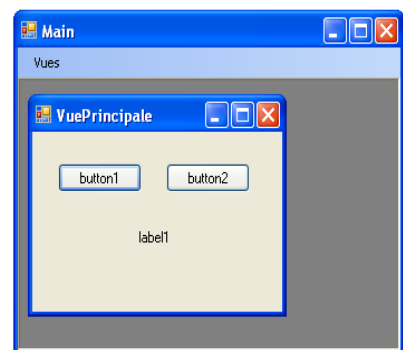 Main
Vues
VuePrincipale
button1 button2
label1